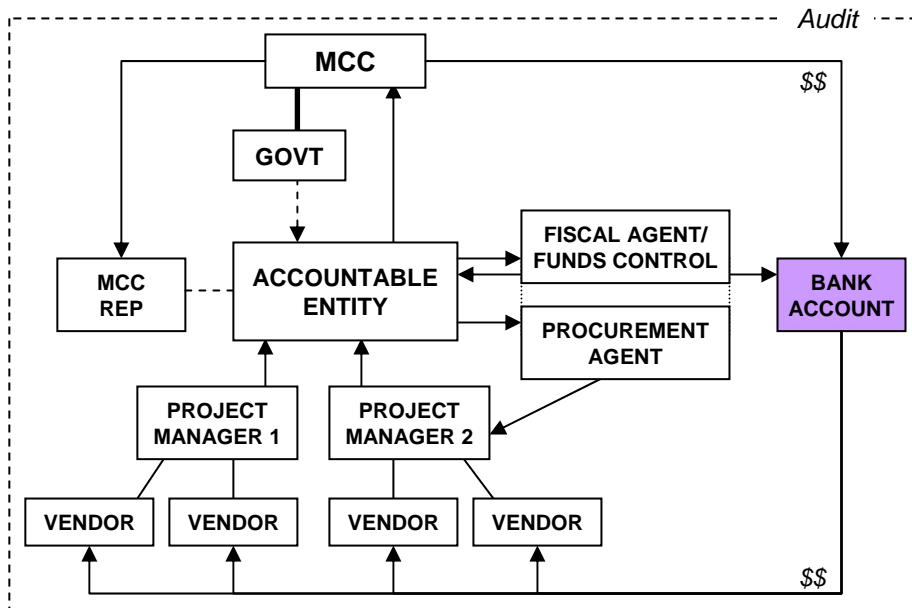 Audit
MCC
$$
GOVT
FISCAL AGENT/
FUNDS CONTROL
MCC
REP
ACCOUNTABLE
ENTITY
BANK
ACCOUNT
PROCUREMENT
AGENT
PROJECT
MANAGER 1
PROJECT
MANAGER 2
VENDOR
VENDOR
VENDOR
VENDOR
$$